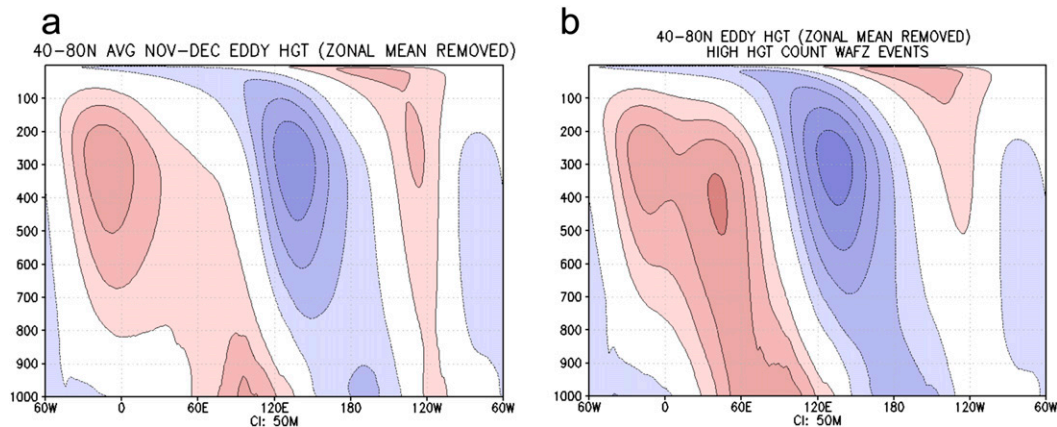 a
40-80N AVG NOV-DEC EDDY HGT (ZONAL MEAN REMOVED)
100
200
300
400
500
600
700
800
900
1000
60W 0 60E 120E 180 120W 60W
CI: 50M
b
40-80N EDDY HGT (ZONAL MEAN REMOVED)
HIGH HGT COUNT WAFZ EVENTS
100
200
300
400
500
600
700
800
900
1000
60W 0 60E 120E 180 120W 60W
CI: 50M